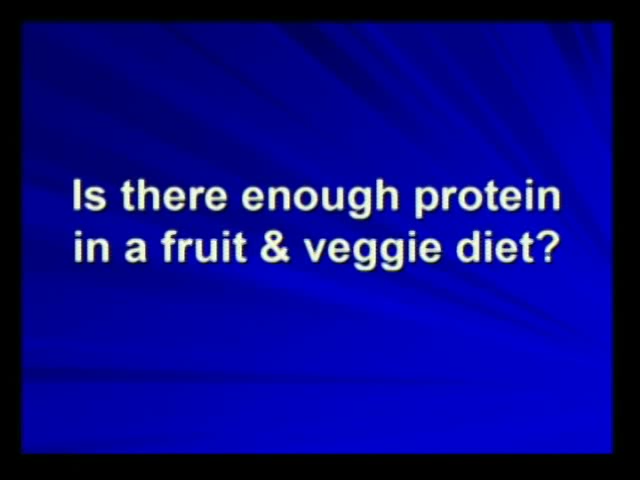 Is there enough protein
in a fruit & veggie diet?